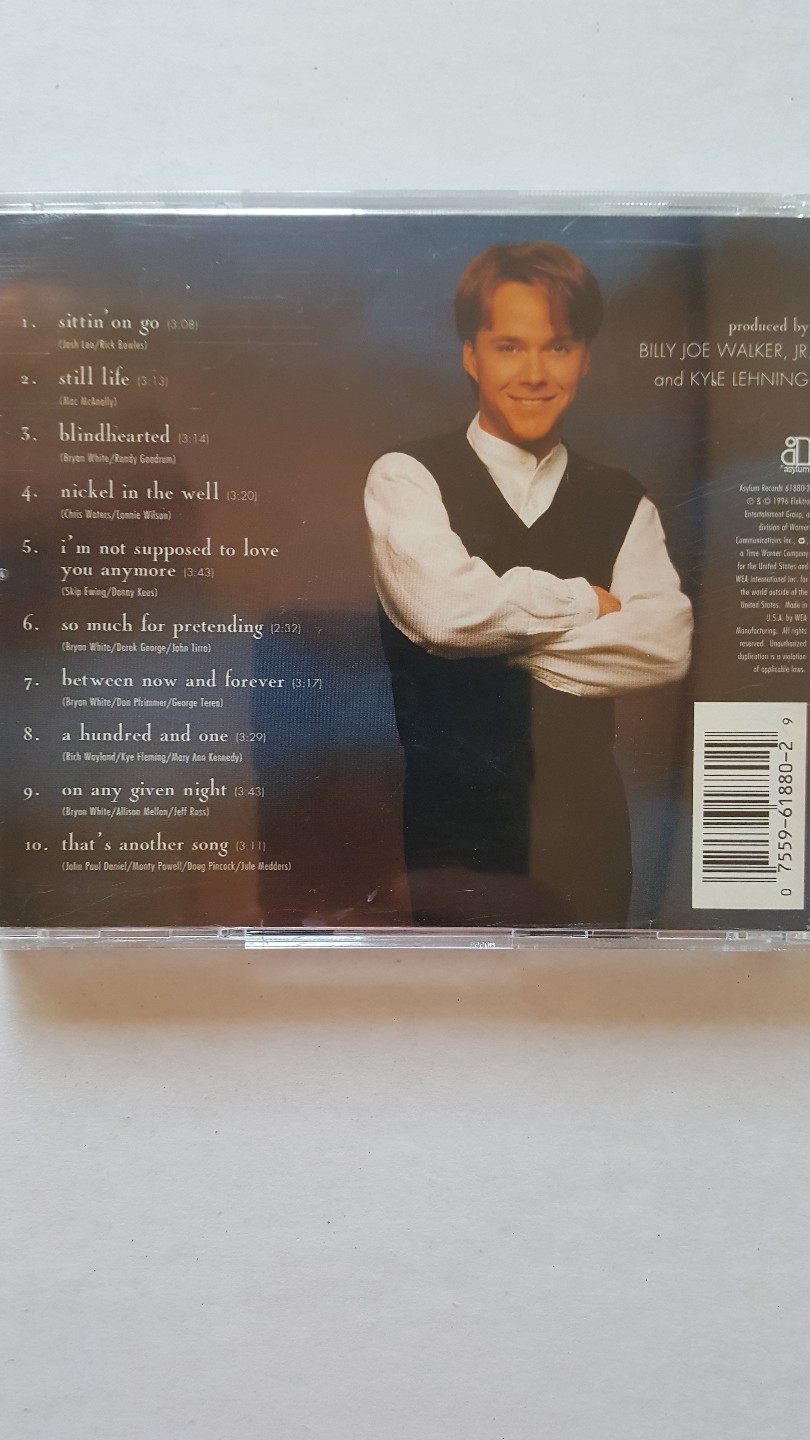 1. sittin' on go (3:08)
(Josh Leo/Rick Bowles)
2. still life (3:13)
(Mac McAnally)
3. blindhearted (3:14)
(Bryan White/Randy Goodrum)
4. nickel in the well (3:20)
(Chris Waters/Lonnie Wilson)
5. i'm not supposed to love
you anymore (3:43)
(Skip Ewing/Donny Kees)
6. so much for pretending (2:32)
(Bryan White/Derek George/John Tirro)
7. between now and forever (3:17)
(Bryan White/Don Pfrimmer/George Teren)
8. a hundred and one (3:29)
(Rich Wayland/Kye Fleming/Mary Ann Kennedy)
9. on any given night (3:43)
(Bryan White/Allison Mellon/Jeff Ross)
10. that's another song (3:11)
(John Paul Daniel/Monty Powell/Doug Pincock/Jule Medders)
produced by
BILLY JOE WALKER, JR.
and KYLE LEHNING
asylum
Asylum Records 61880-2
℗ & © 1996 Elektra
Entertainment Group, a
division of Warner
Communications Inc.,
a Time Warner Company
for the United States and
WEA International Inc. for
the world outside of the
United States. Made in
U.S.A. by WEA
Manufacturing. All rights
reserved. Unauthorized
duplication is a violation
of applicable laws.
0 7559-61880-2 9